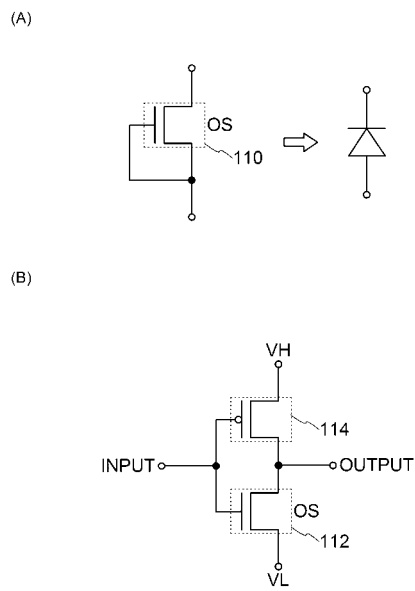 (A)
OS
110
(B)
VH
114
INPUT
OUTPUT
OS
112
VL